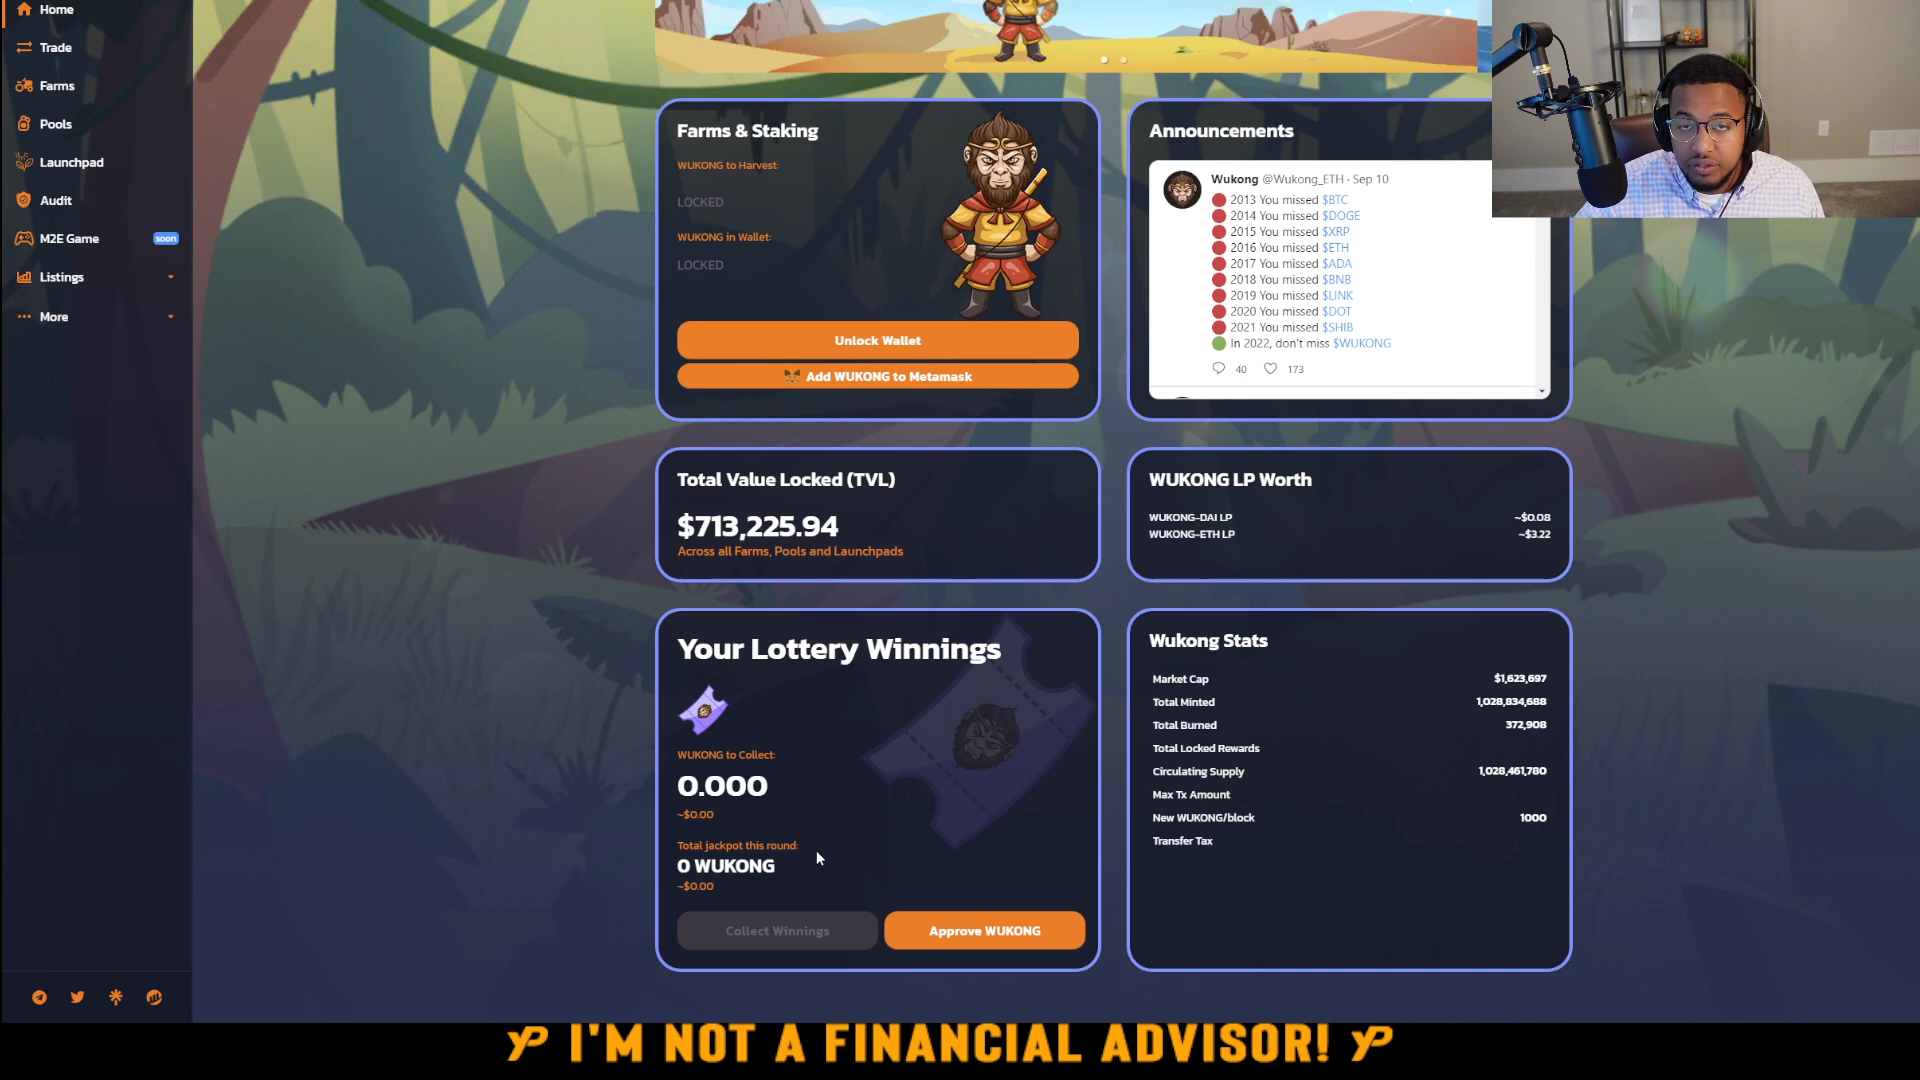 Home
Trade
Farms
Pools
Launchpad
Audit
M2E Game soon
Listings
More
Farms & Staking
WUKONG to Harvest:
LOCKED
WUKONG in Wallet:
LOCKED
Unlock Wallet
Add WUKONG to Metamask
Announcements
Wukong @Wukong_ETH · Sep 10
2013 You missed $BTC
2014 You missed $DOGE
2015 You missed $XRP
2016 You missed $ETH
2017 You missed $ADA
2018 You missed $BNB
2019 You missed $LINK
2020 You missed $DOT
2021 You missed $SHIB
In 2022, don't miss $WUKONG
40 173
Total Value Locked (TVL)
$713,225.94
Across all Farms, Pools and Launchpads
WUKONG LP Worth
WUKONG-DAI LP ~$0.08
WUKONG-ETH LP ~$3.22
Your Lottery Winnings
WUKONG to Collect:
0.000
~$0.00
Total jackpot this round:
0 WUKONG
~$0.00
Collect Winnings
Approve WUKONG
Wukong Stats
Market Cap $1,623,697
Total Minted 1,028,834,688
Total Burned 372,908
Total Locked Rewards
Circulating Supply 1,028,461,780
Max Tx Amount
New WUKONG/block 1000
Transfer Tax
YP I'M NOT A FINANCIAL ADVISOR! YP